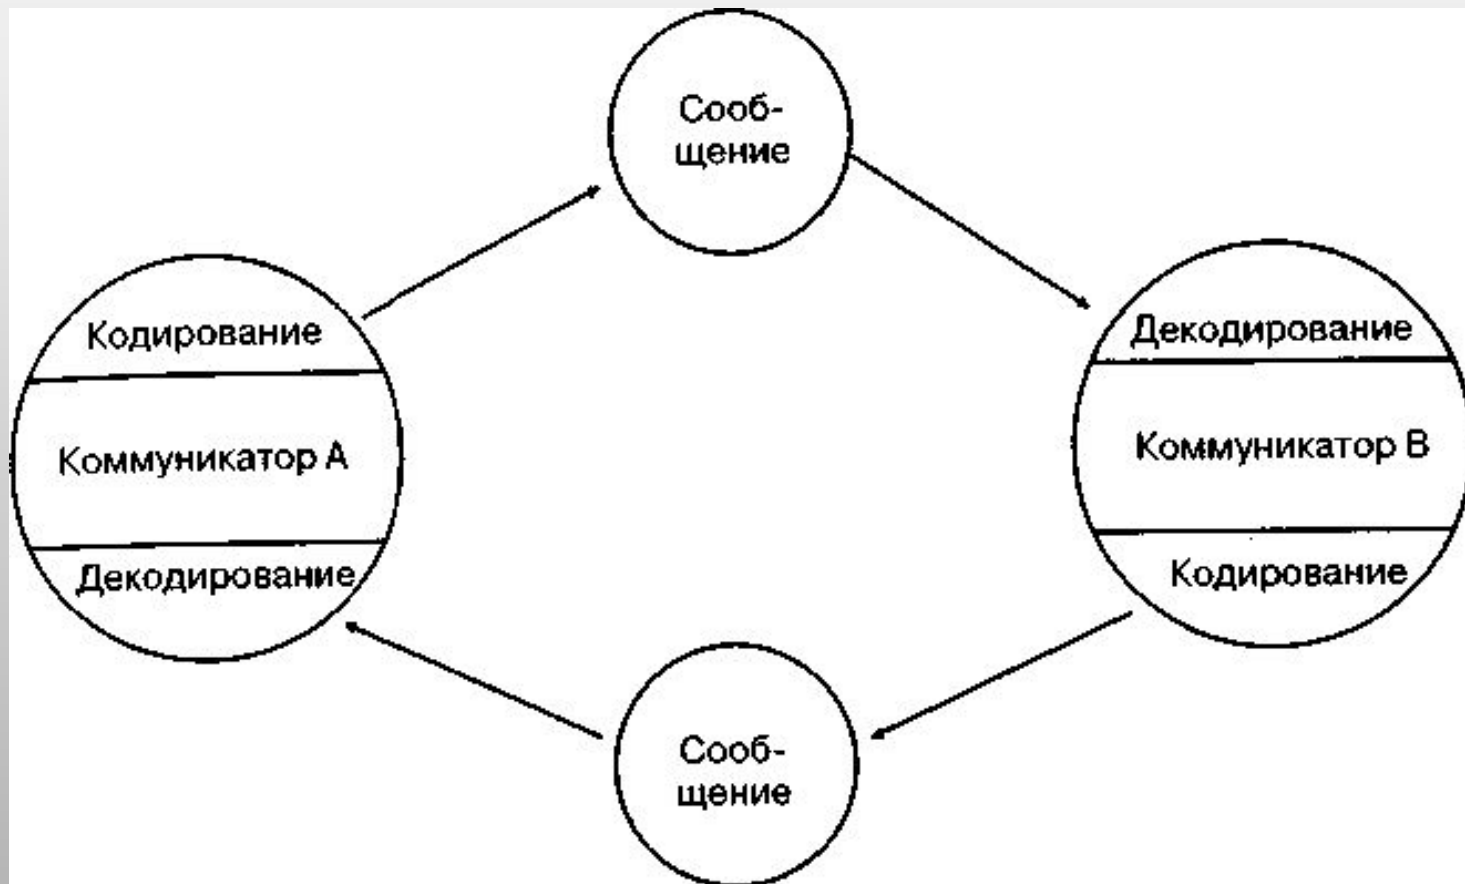 Сооб-
щение
Кодирование
Коммуникатор А
Декодирование
Декодирование
Коммуникатор В
Кодирование
Сооб-
щение